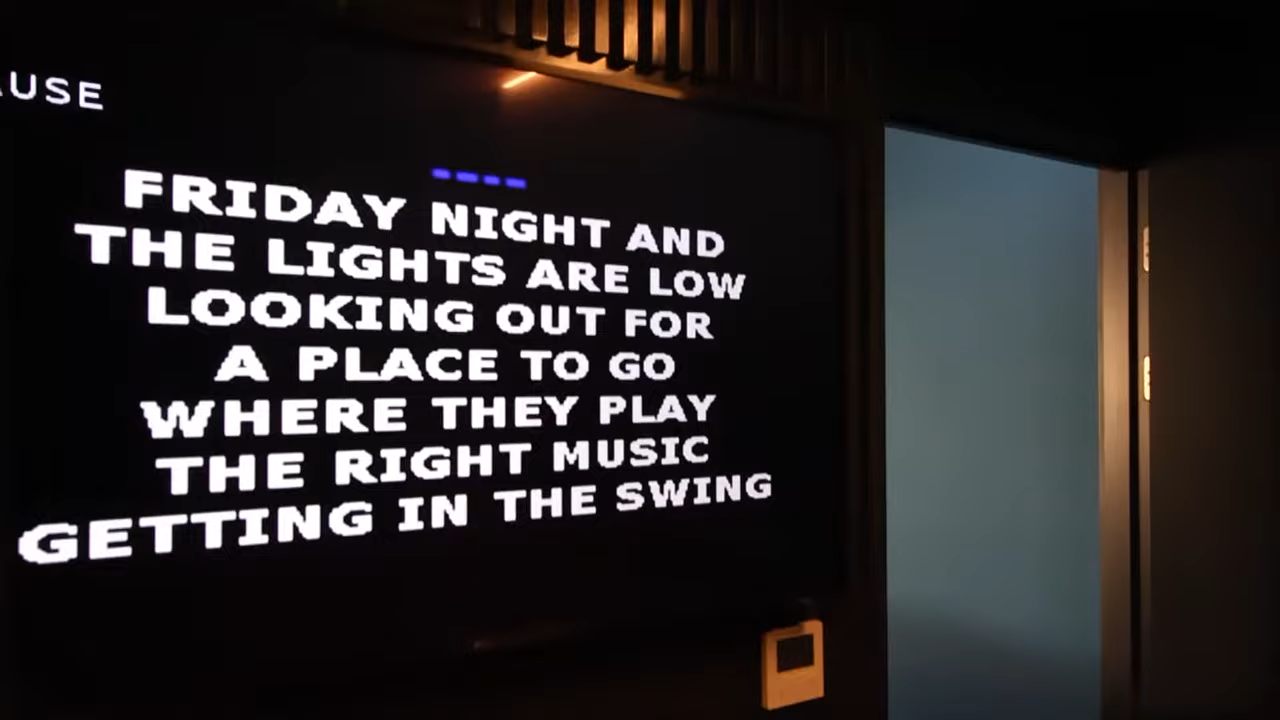 AUSE
FRIDAY NIGHT AND
THE LIGHTS ARE LOW
LOOKING OUT FOR
A PLACE TO GO
WHERE THEY PLAY
THE RIGHT MUSIC
GETTING IN THE SWING